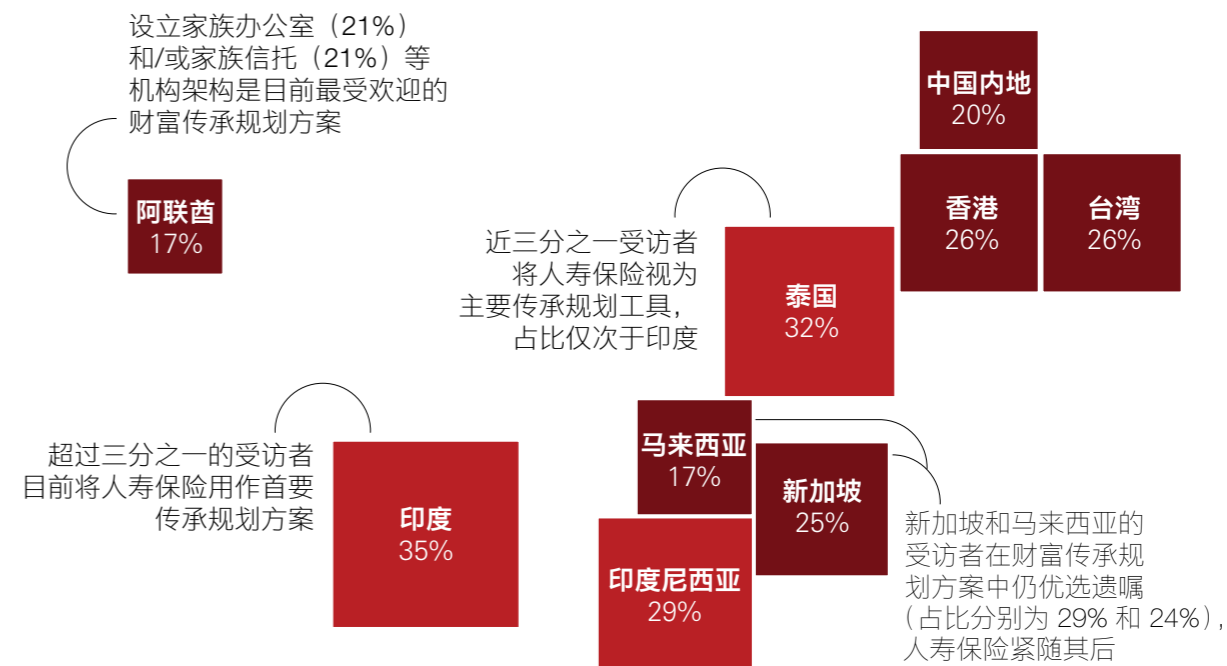 设立家族办公室（21%）
和/或家族信托（21%）等
机构架构是目前最受欢迎的
财富传承规划方案
阿联酋
17%
中国内地
20%
香港
26%
台湾
26%
近三分之一受访者
将人寿保险视为
主要传承规划工具，
占比仅次于印度
泰国
32%
超过三分之一的受访者
目前将人寿保险用作首要
传承规划方案
印度
35%
马来西亚
17%
新加坡
25%
印度尼西亚
29%
新加坡和马来西亚的
受访者在财富传承规
划方案中仍优选遗嘱
（占比分别为 29% 和 24%），
人寿保险紧随其后